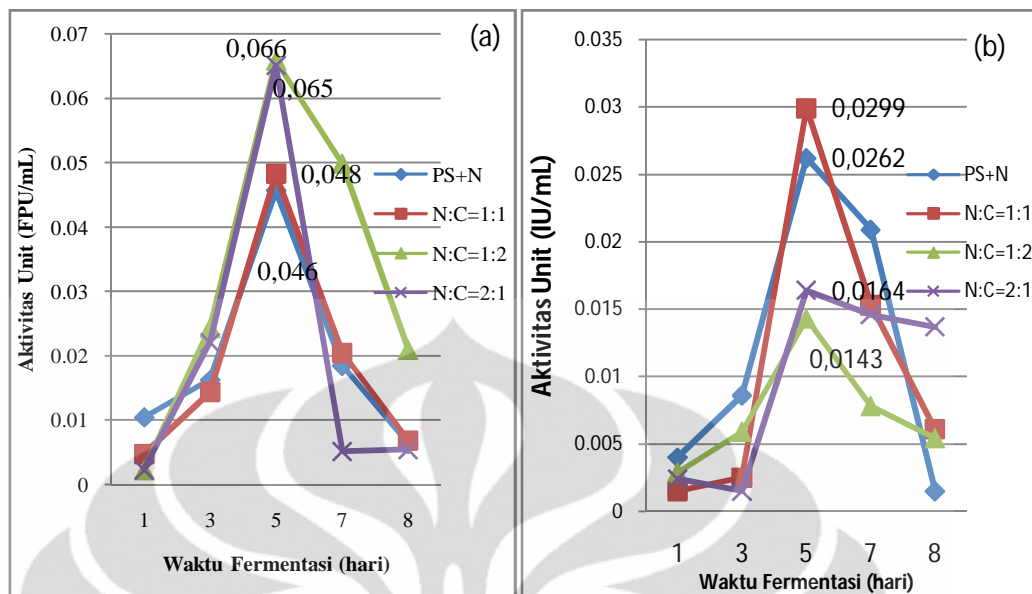 (a)
Aktivitas Unit (FPU/mL)
0.07
0.06
0.05
0.04
0.03
0.02
0.01
0
0,066
0,065
0,048
0,046
PS+N
N:C=1:1
N:C=1:2
N:C=2:1
1 3 5 7 8
Waktu Fermentasi (hari)
(b)
Aktivitas Unit (IU/mL)
0.035
0.03
0.025
0.02
0.015
0.01
0.005
0
0,0299
0,0262
0,0164
0,0143
PS+N
N:C=1:1
N:C=1:2
N:C=2:1
1 3 5 7 8
Waktu Fermentasi (hari)